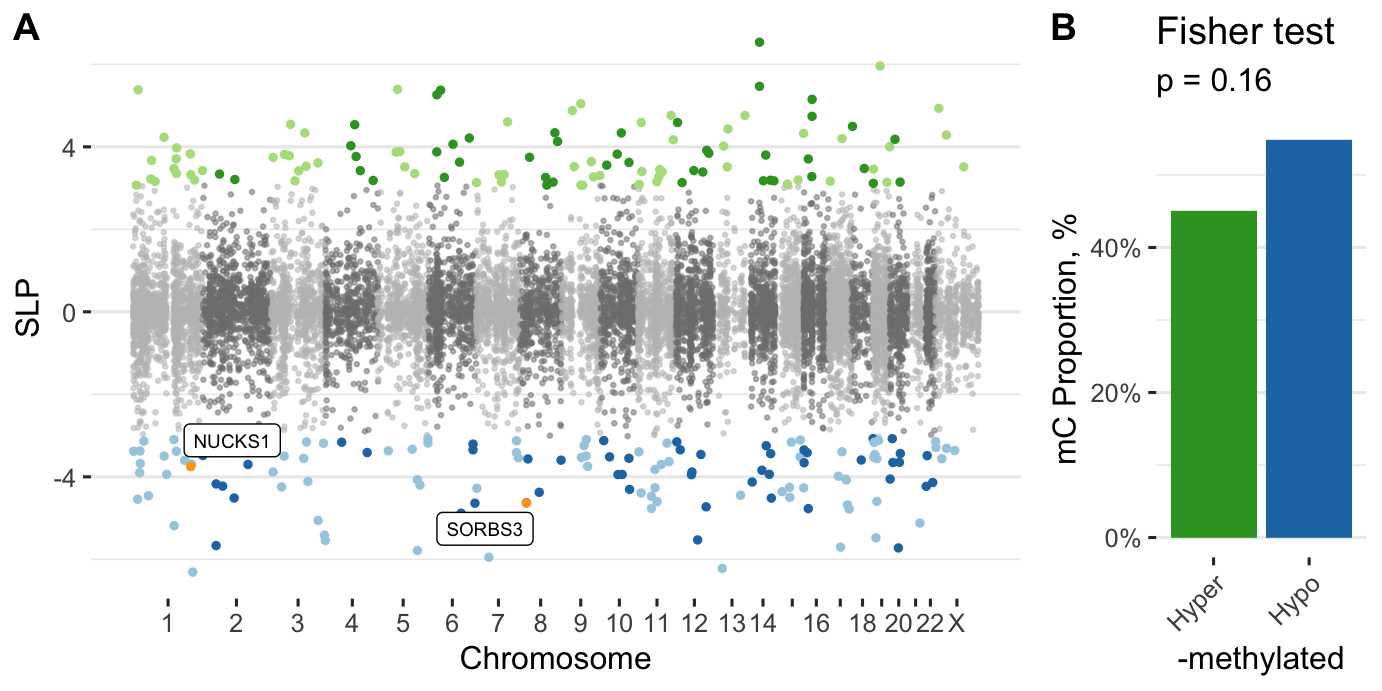 A
SLP
4
0
-4
NUCKS1
SORBS3
1 2 3 4 5 6 7 8 9 10 11 12 13 14 16 18 20 22 X
Chromosome
B
Fisher test
p = 0.16
mC Proportion, %
40%
20%
0%
Hyper
Hypo
-methylated